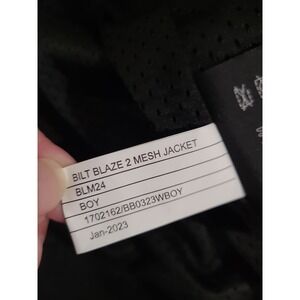 BILT BLAZE 2 MESH JACKET
BLM24
BOY
1702162/BB0323WBOY
Jan-2023